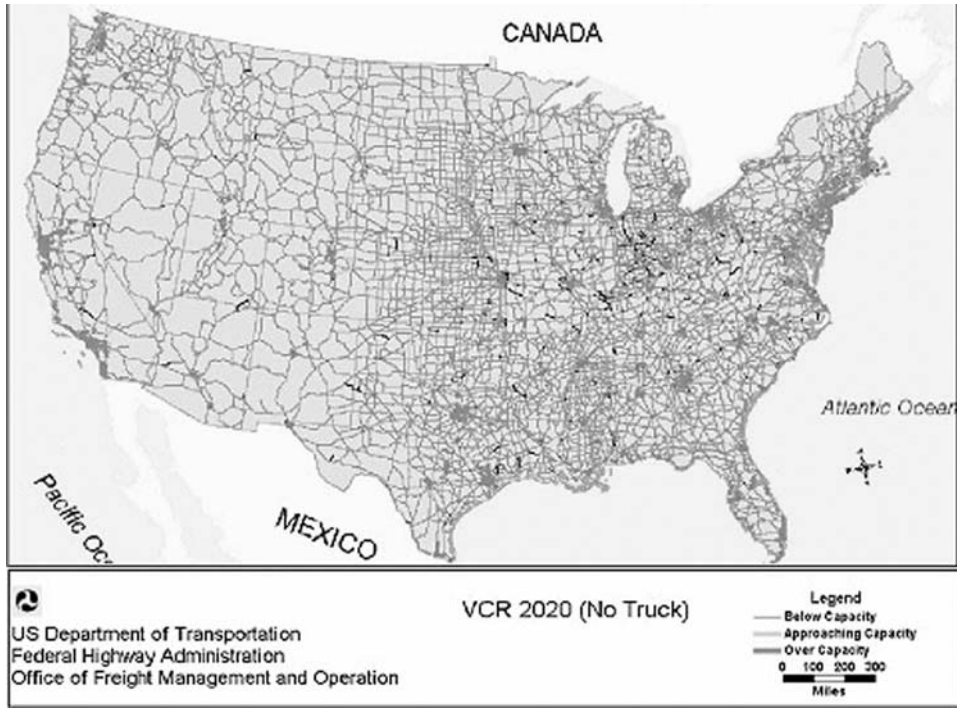 CANADA
Atlantic Ocean
Pacific Oce
MEXICO
US Department of Transportation
Federal Highway Administration
Office of Freight Management and Operation
VCR 2020 (No Truck)
Legend
Below Capacity
Approaching Capacity
Over Capacity
0 100 200 300
Miles